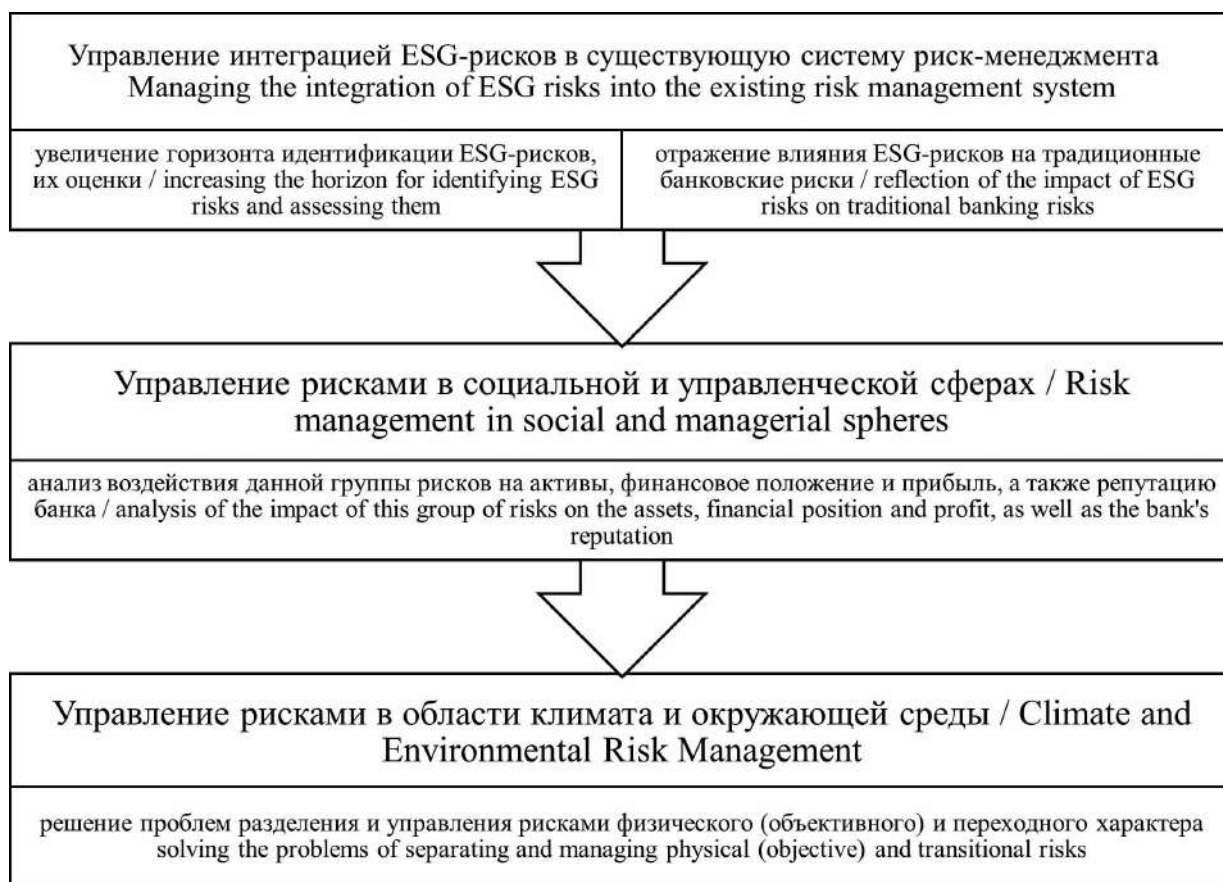 Управление интеграцией ESG-рисков в существующую систему риск-менеджмента
Managing the integration of ESG risks into the existing risk management system
увеличение горизонта идентификации ESG-рисков,
их оценки / increasing the horizon for identifying ESG
risks and assessing them
отражение влияния ESG-рисков на традиционные
банковские риски / reflection of the impact of ESG
risks on traditional banking risks
Управление рисками в социальной и управленческой сферах / Risk
management in social and managerial spheres
анализ воздействия данной группы рисков на активы, финансовое положение и прибыль, а также репутацию
банка / analysis of the impact of this group of risks on the assets, financial position and profit, as well as the bank's
reputation
Управление рисками в области климата и окружающей среды / Climate and
Environmental Risk Management
решение проблем разделения и управления рисками физического (объективного) и переходного характера
solving the problems of separating and managing physical (objective) and transitional risks